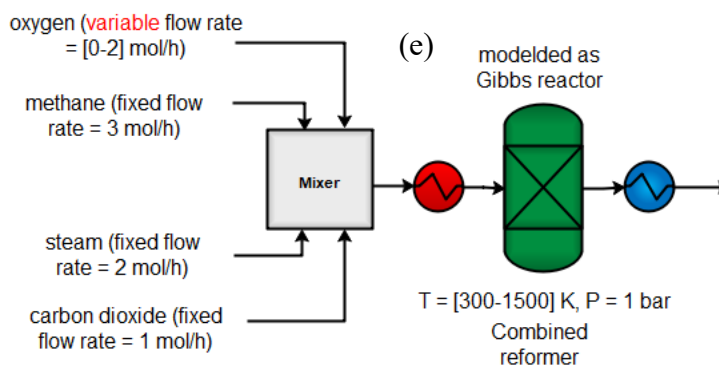 oxygen (variable flow rate
= [0-2] mol/h)
(e)
modelded as
Gibbs reactor
methane (fixed flow
rate = 3 mol/h)
Mixer
steam (fixed flow
rate = 2 mol/h)
carbon dioxide (fixed
flow rate = 1 mol/h)
T = [300-1500] K, P = 1 bar
Combined
reformer